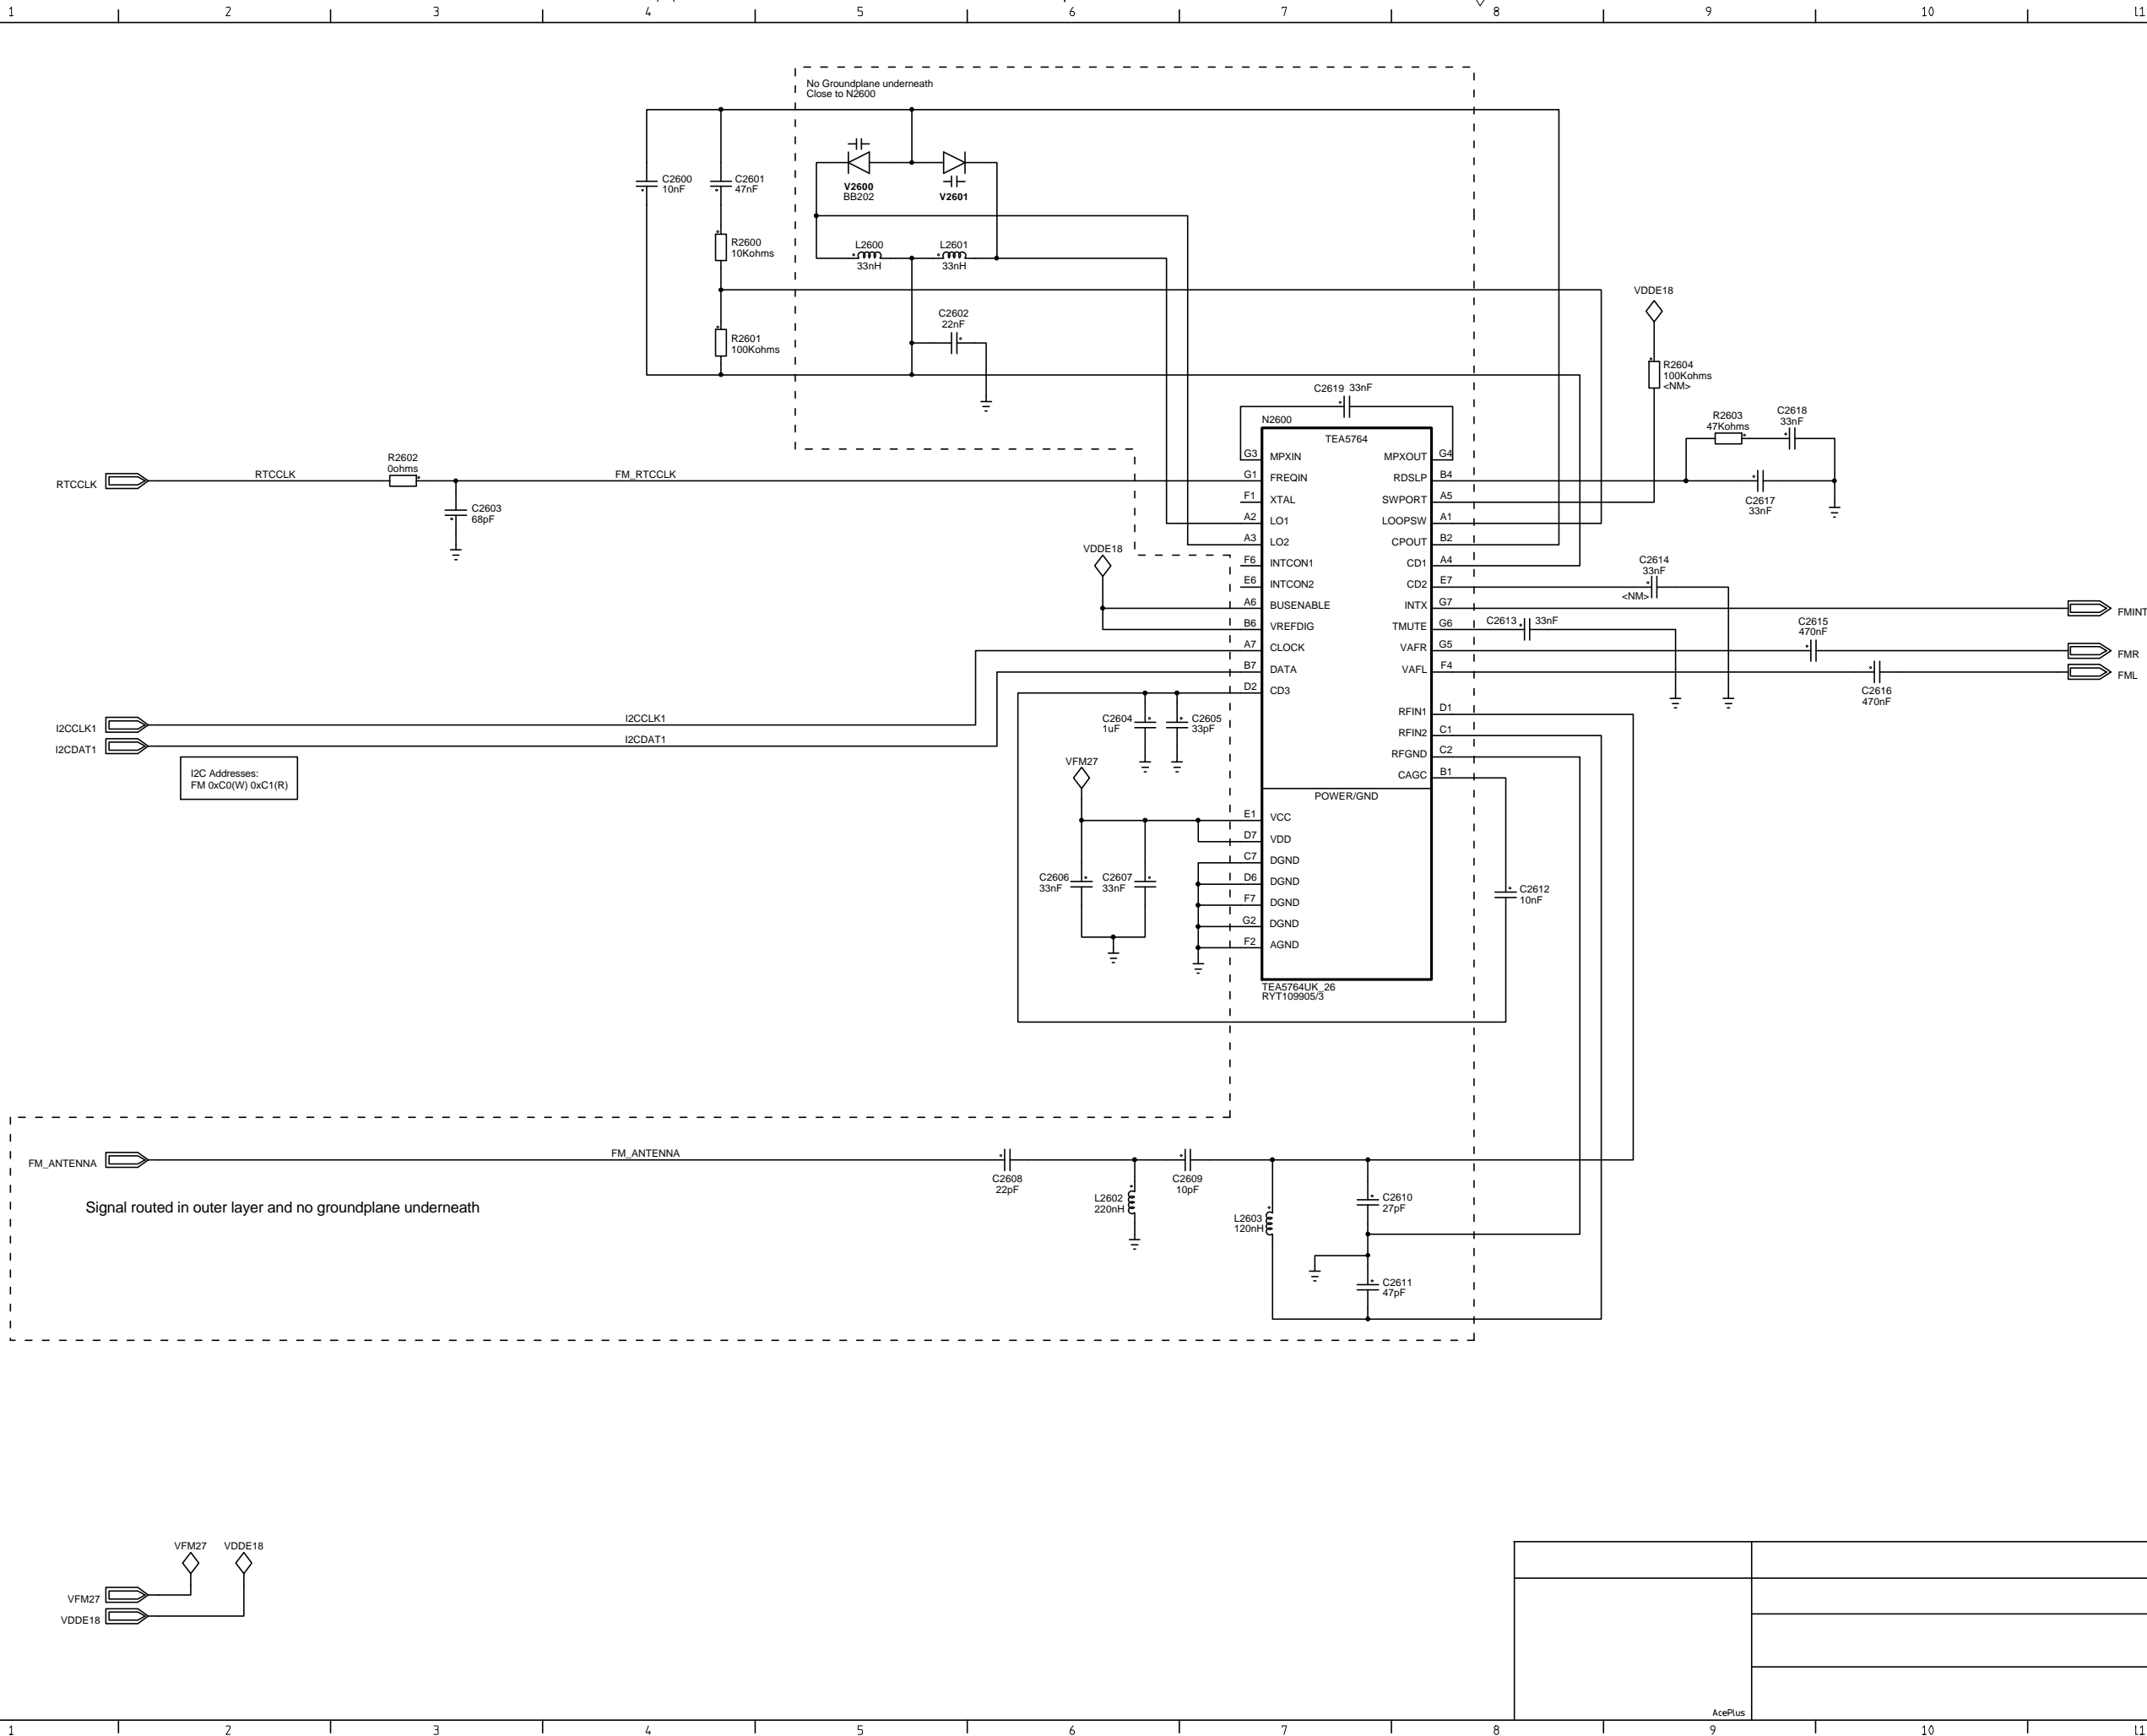 1 2 3 4 5 6 7 8 9 10 11
No Groundplane underneath
Close to N2600
C2600
10nF
C2601
47nF
V2600
BB202
V2601
R2600
10Kohms
L2600
33nH
L2601
33nH
R2601
100Kohms
C2602
22nF
VDDE18
R2604
100Kohms
<NM>
C2619 33nF
R2603
47Kohms
C2618
33nF
C2617
33nF
RTCCLK
RTCCLK
R2602
0ohms
FM_RTCCLK
C2603
68pF
N2600
TEA5764
G3 MPXIN
G1 FREQIN
F1 XTAL
A2 LO1
A3 LO2
F6 INTCON1
E6 INTCON2
A6 BUSENABLE
B6 VREFDIG
A7 CLOCK
B7 DATA
D2 CD3
MPXOUT G4
RDSLP B4
SWPORT A5
LOOPSW A1
CPOUT B2
CD1 A4
CD2 E7
INTX G7
TMUTE G6
VAFR G5
VAFL F4
RFIN1 D1
RFIN2 C1
RFGND C2
CAGC B1
POWER/GND
E1 VCC
D7 VDD
C7 DGND
D6 DGND
F7 DGND
G2 DGND
F2 AGND
TEA5764UK_26
RYT109905/3
VDDE18
C2614
33nF
<NM>
C2613 33nF
C2615
470nF
C2616
470nF
FMINT
FMR
FML
I2CCLK1
I2CCLK1
I2CDAT1
I2CDAT1
I2C Addresses:
FM 0xC0(W) 0xC1(R)
C2604
1uF
C2605
33pF
VFM27
C2606
33nF
C2607
33nF
C2612
10nF
FM_ANTENNA
FM_ANTENNA
C2608
22pF
C2609
10pF
L2602
220nH
L2603
120nH
C2610
27pF
C2611
47pF
Signal routed in outer layer and no groundplane underneath
VFM27 VDDE18
VFM27
VDDE18
AcePlus
1 2 3 4 5 6 7 8 9 10 11